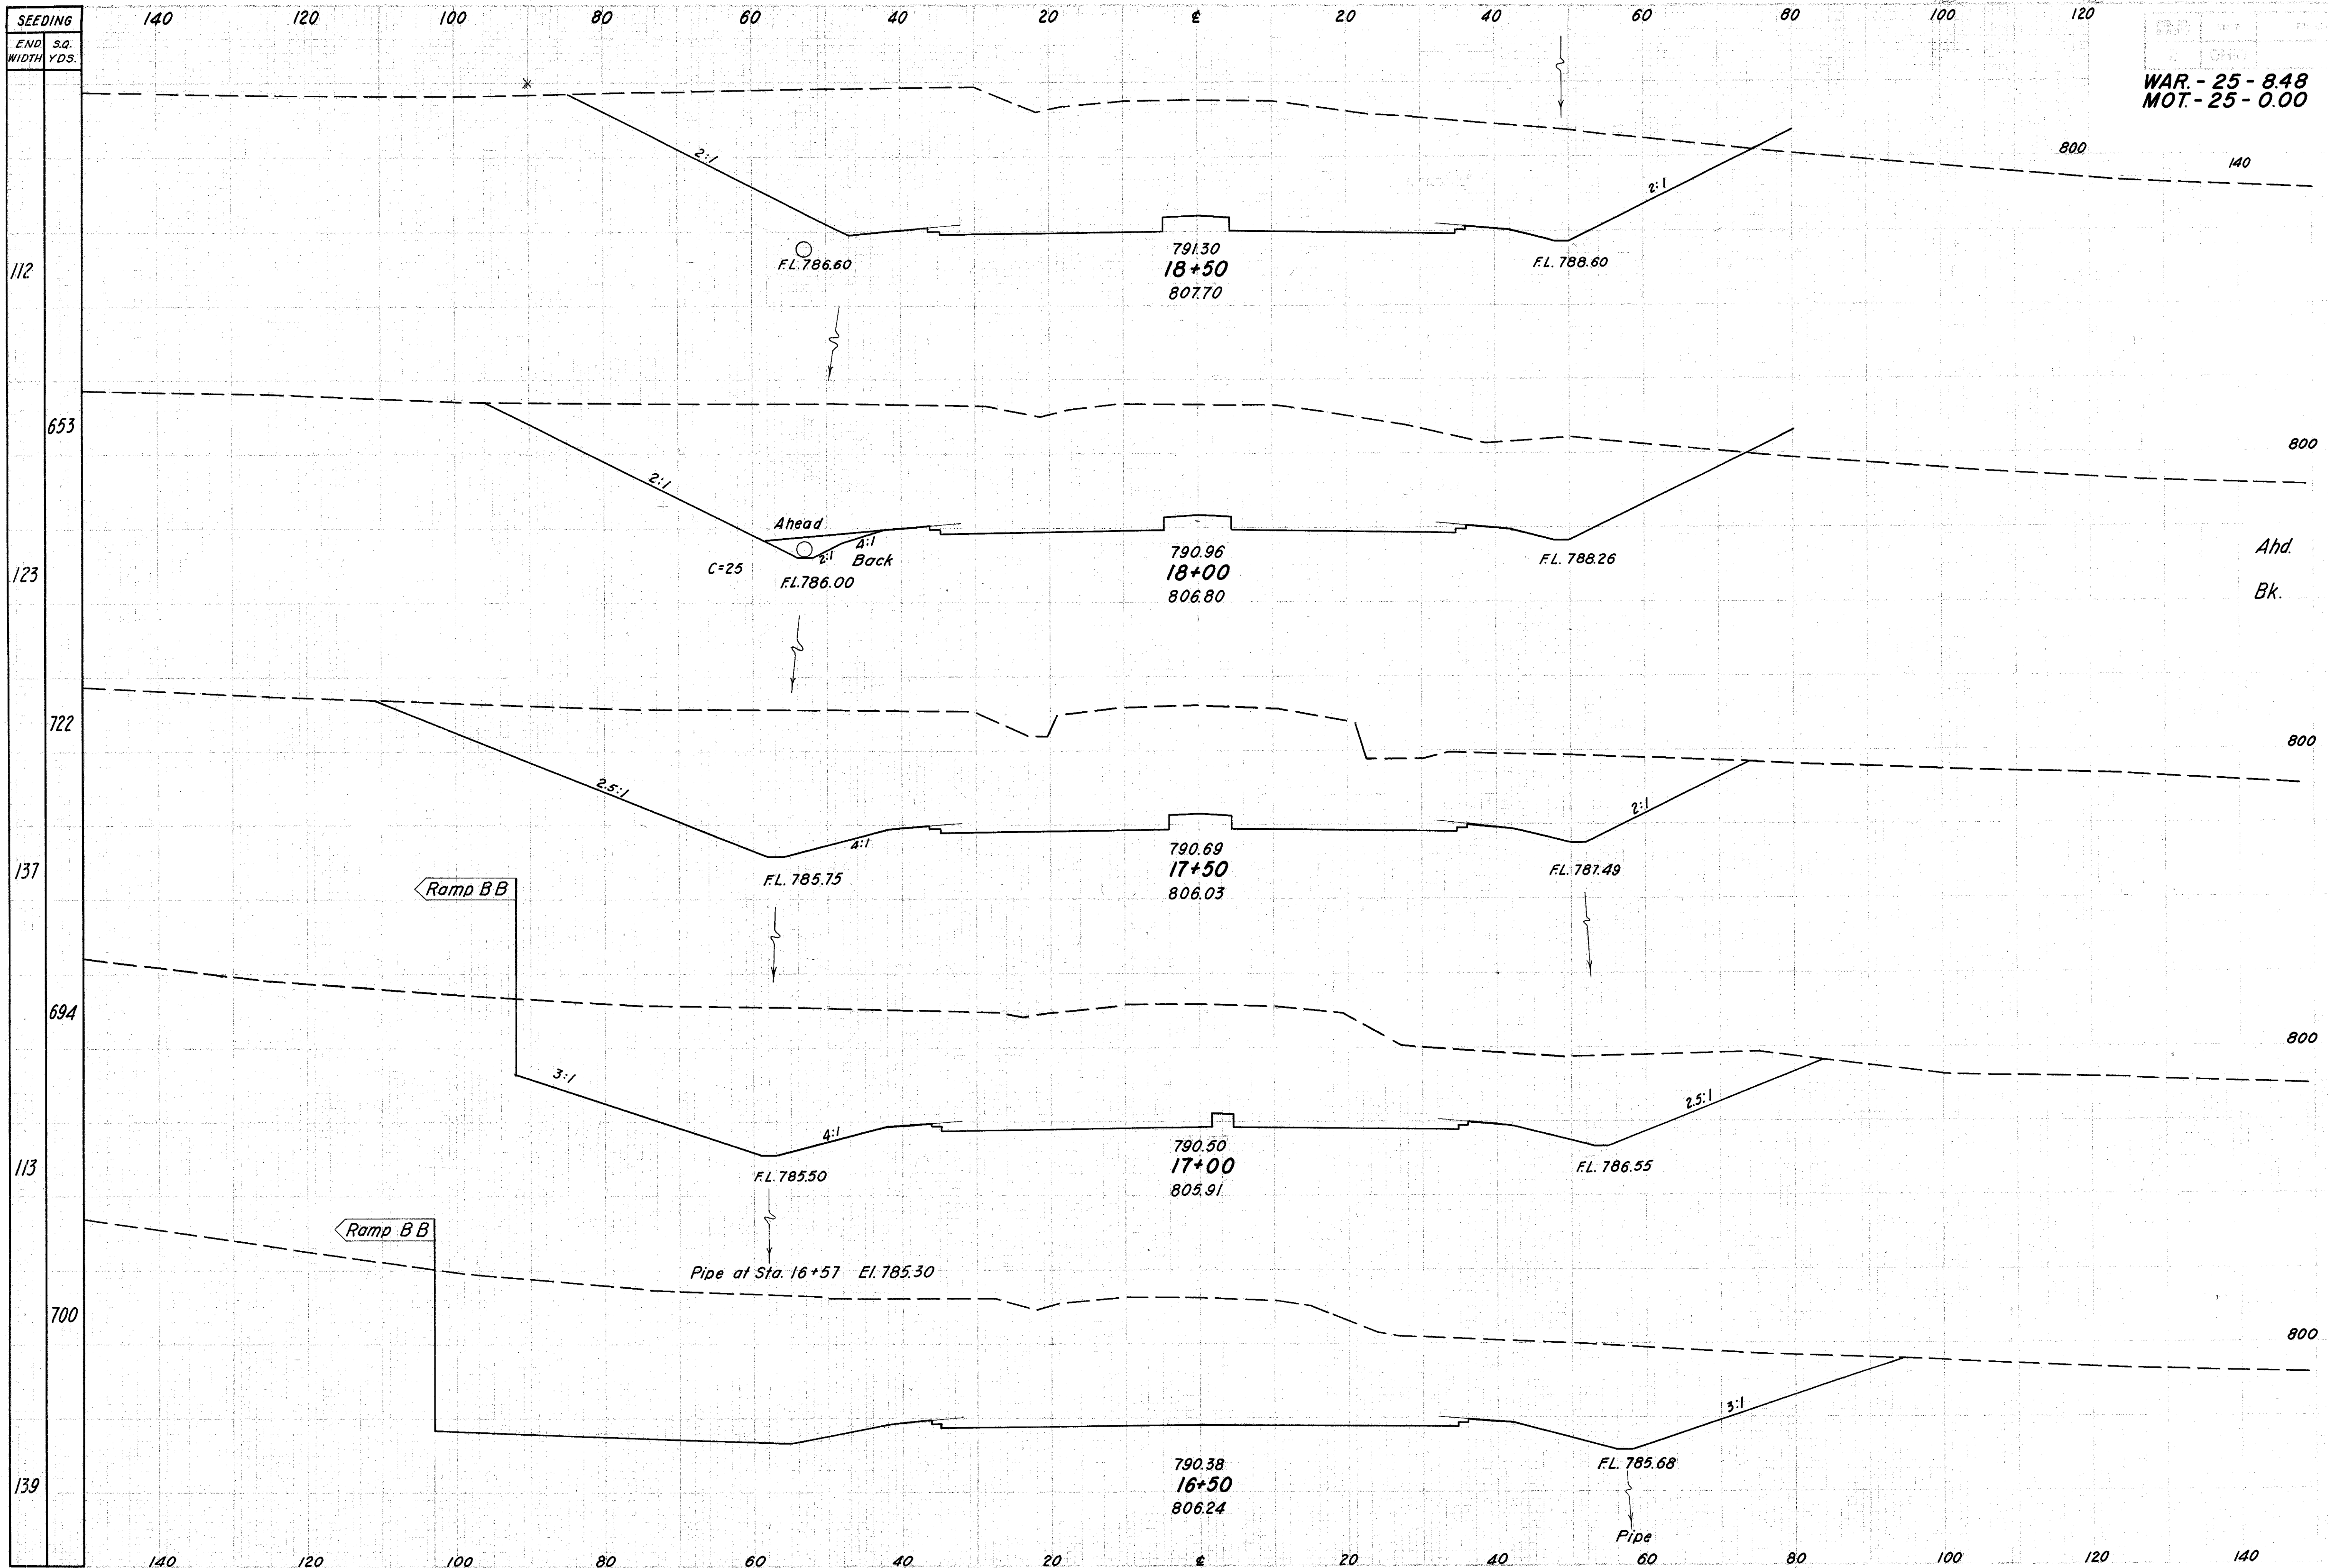 SEEDING
END WIDTH
SQ. YDS.
140 120 100 80 60 40 20 ℄ 20 40 60 80 100 120
WAR. - 25 - 8.48
MOT. - 25 - 0.00
800
140
2:1
2:1
F.L. 786.60
791.30
18+50
807.70
F.L. 788.60
112
653
800
2:1
Ahead
4:1
2:1
Back
C=25
F.L. 786.00
790.96
18+00
806.80
F.L. 788.26
Ahd.
Bk.
123
722
800
2.5:1
4:1
2:1
F.L. 785.75
790.69
17+50
806.03
F.L. 787.49
137
Ramp BB
694
800
3:1
4:1
2.5:1
F.L. 785.50
790.50
17+00
805.91
F.L. 786.55
113
Ramp BB
Pipe at Sta. 16+57 El. 785.30
700
800
3:1
790.38
16+50
806.24
F.L. 785.68
139
Pipe
140 120 100 80 60 40 20 ℄ 20 40 60 80 100 120 140